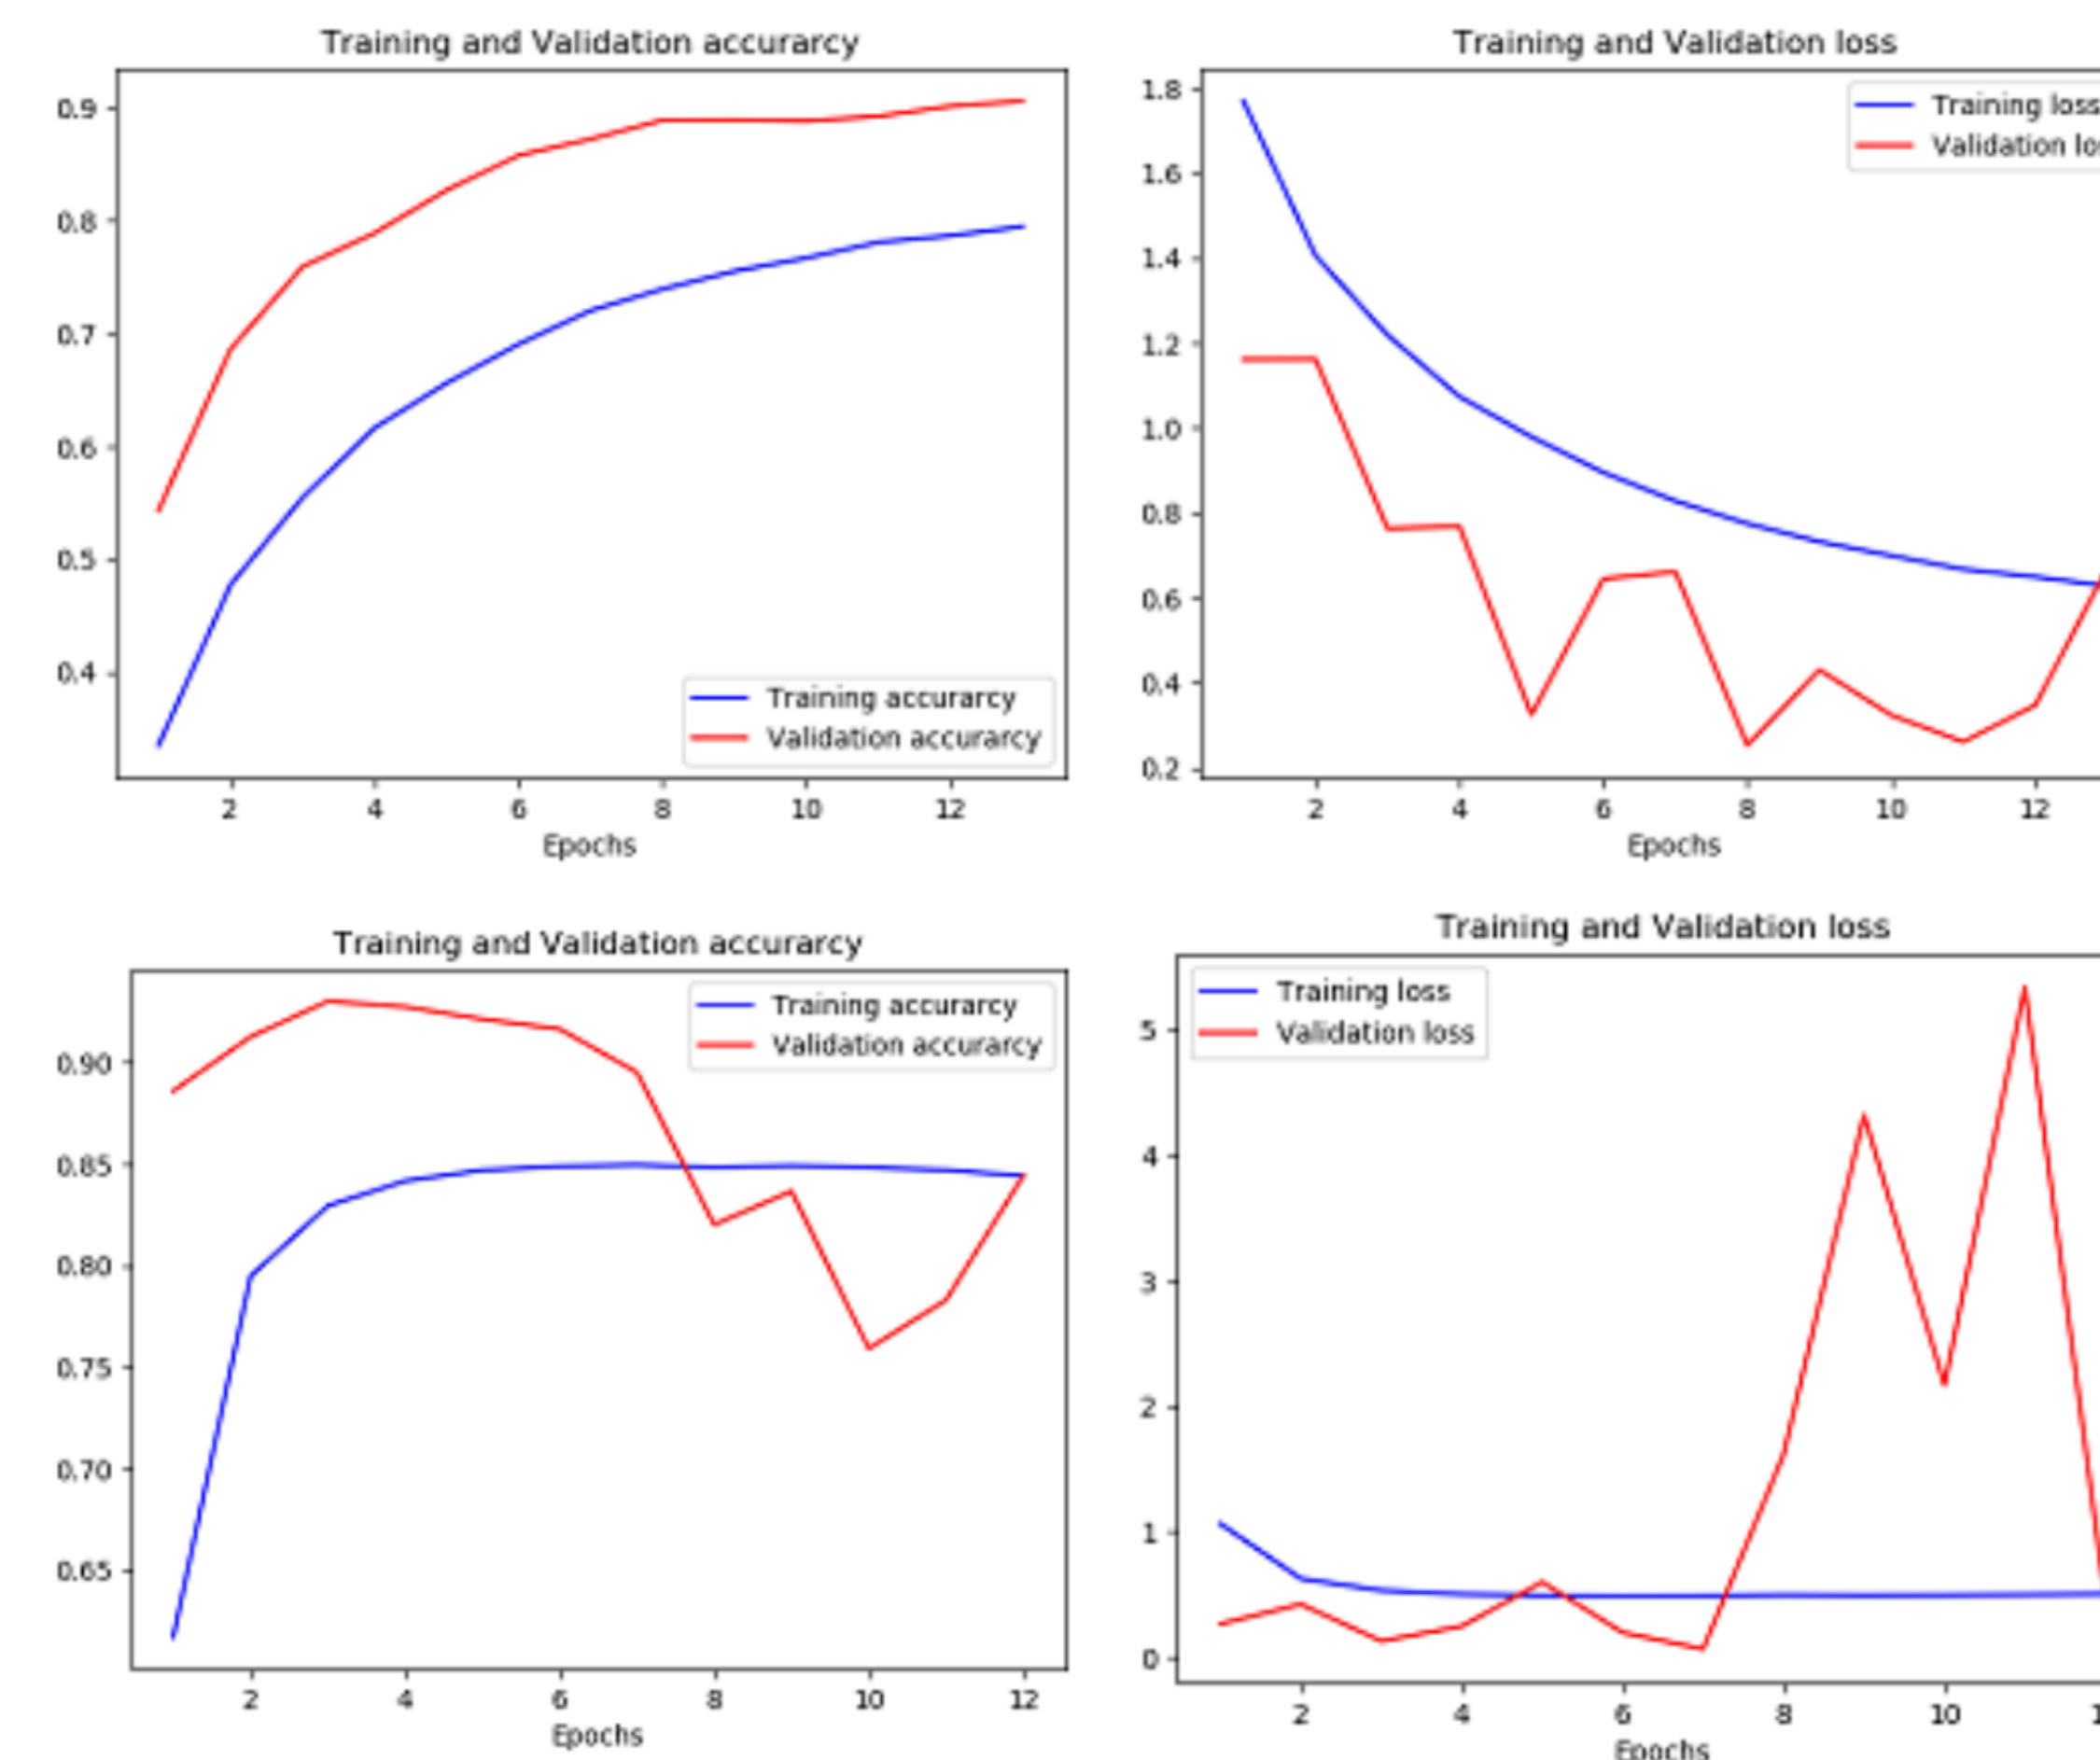 Training and Validation accurarcy
0.9
0.8
0.7
0.6
0.5
0.4
Training accurarcy
Validation accurarcy
2 4 6 8 10 12
Epochs
Training and Validation loss
1.8
1.6
1.4
1.2
1.0
0.8
0.6
0.4
0.2
Training loss
Validation
2 4 6 8 10 12
Epochs
Training and Validation accurarcy
0.90
0.85
0.80
0.75
0.70
0.65
Training accurarcy
Validation accurarcy
2 4 6 8 10 12
Epochs
Training and Validation loss
Training loss
Validation loss
5
4
3
2
1
0
2 4 6 8 10
Epochs